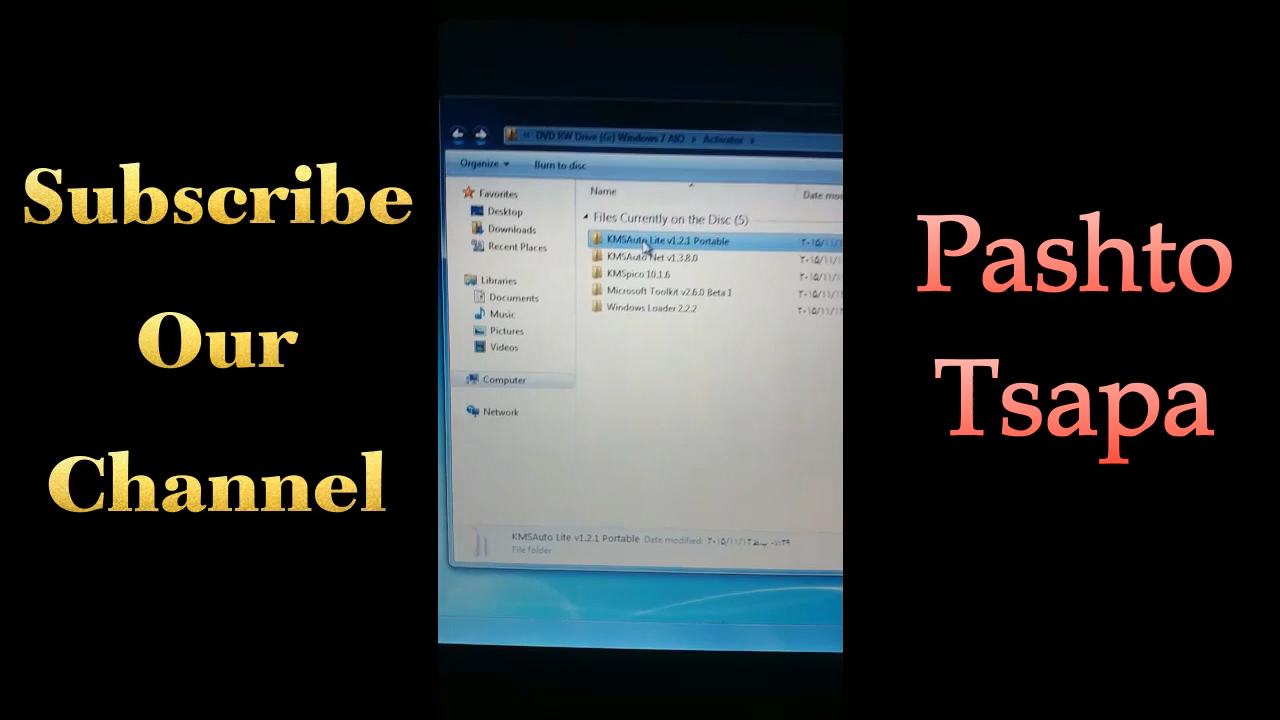 Subscribe
Our
Channel
« DVD RW Drive (G:) Windows 7 AIO › Activator ›
Organize
Burn to disc
Favorites
Desktop
Downloads
Recent Places
Libraries
Documents
Music
Pictures
Videos
Computer
Network
Name
Date mo
Files Currently on the Disc (5)
KMSAuto Lite v1.2.1 Portable
KMSAuto Net v1.3.8.0
KMSpico 10.1.6
Microsoft Toolkit v2.6.0 Beta 1
Windows Loader 2.2.2
KMSAuto Lite v1.2.1 Portable Date modified:
File folder
Pashto
Tsapa